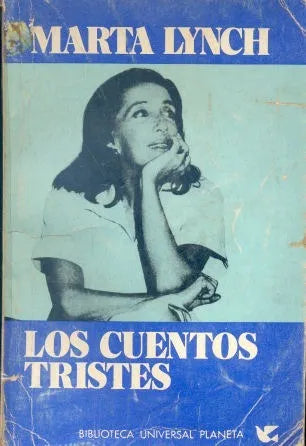 MARTA LYNCH
LOS CUENTOS
TRISTES
BIBLIOTECA UNIVERSAL PLANETA